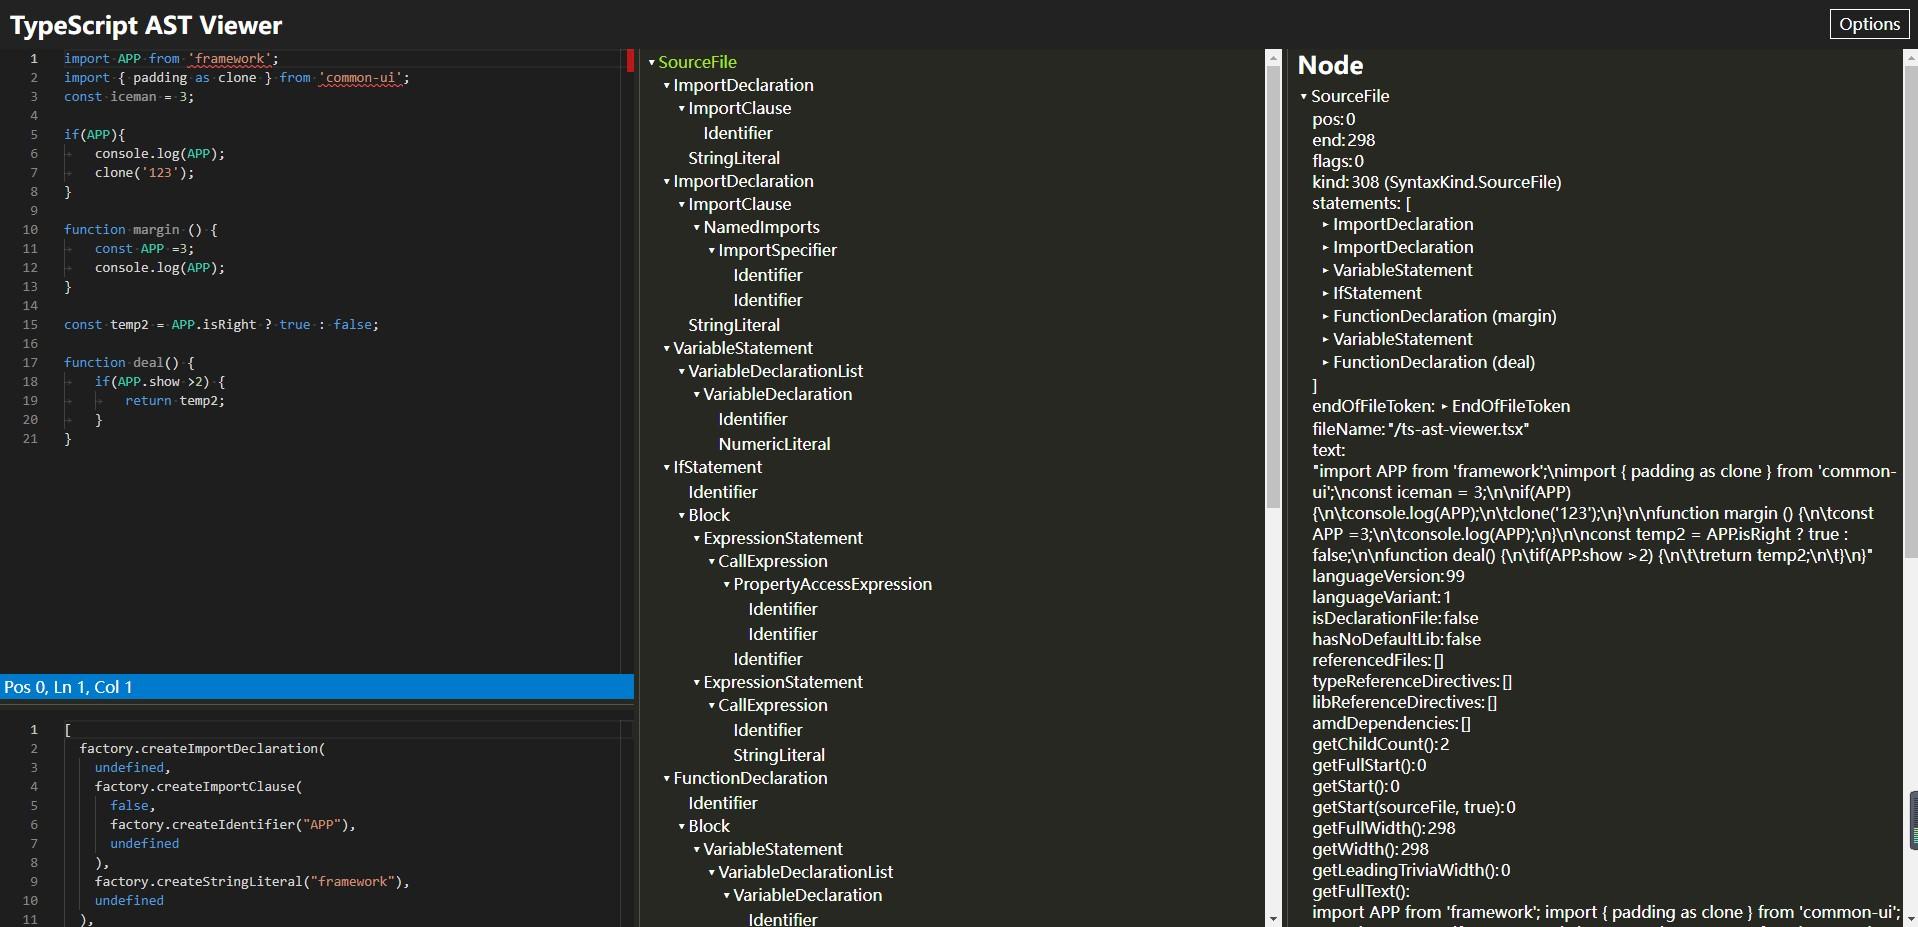 TypeScript AST Viewer
Options
1 import APP from 'framework';
2 import { padding as clone } from 'common-ui';
3 const iceman = 3;
4
5 if(APP){
6 console.log(APP);
7 clone('123');
8 }
9
10 function margin () {
11 const APP =3;
12 console.log(APP);
13 }
14
15 const temp2 = APP.isRight ? true : false;
16
17 function deal() {
18 if(APP.show >2) {
19 return temp2;
20 }
21 }
Pos 0, Ln 1, Col 1
1 [
2 factory.createImportDeclaration(
3 undefined,
4 factory.createImportClause(
5 false,
6 factory.createIdentifier("APP"),
7 undefined
8 ),
9 factory.createStringLiteral("framework"),
10 undefined
11 ),
SourceFile
ImportDeclaration
ImportClause
Identifier
StringLiteral
ImportDeclaration
ImportClause
NamedImports
ImportSpecifier
Identifier
Identifier
StringLiteral
VariableStatement
VariableDeclarationList
VariableDeclaration
Identifier
NumericLiteral
IfStatement
Identifier
Block
ExpressionStatement
CallExpression
PropertyAccessExpression
Identifier
Identifier
Identifier
ExpressionStatement
CallExpression
Identifier
StringLiteral
FunctionDeclaration
Identifier
Block
VariableStatement
VariableDeclarationList
VariableDeclaration
Identifier
Node
SourceFile
pos:0
end:298
flags:0
kind:308 (SyntaxKind.SourceFile)
statements: [
ImportDeclaration
ImportDeclaration
VariableStatement
IfStatement
FunctionDeclaration (margin)
VariableStatement
FunctionDeclaration (deal)
]
endOfFileToken: EndOfFileToken
fileName:"/ts-ast-viewer.tsx"
text:
"import APP from 'framework';\nimport { padding as clone } from 'common-
ui';\nconst iceman = 3;\n\nif(APP)
{\n\tconsole.log(APP);\n\tclone('123');\n}\n\nfunction margin () {\n\tconst
APP =3;\n\tconsole.log(APP);\n}\n\nconst temp2 = APP.isRight ? true :
false;\n\nfunction deal() {\n\tif(APP.show >2) {\n\t\treturn temp2;\n\t}\n}"
languageVersion:99
languageVariant:1
isDeclarationFile:false
hasNoDefaultLib:false
referencedFiles:[]
typeReferenceDirectives:[]
libReferenceDirectives:[]
amdDependencies:[]
getChildCount():2
getFullStart():0
getStart():0
getStart(sourceFile, true):0
getFullWidth():298
getWidth():298
getLeadingTriviaWidth():0
getFullText():
import APP from 'framework'; import { padding as clone } from 'common-ui';